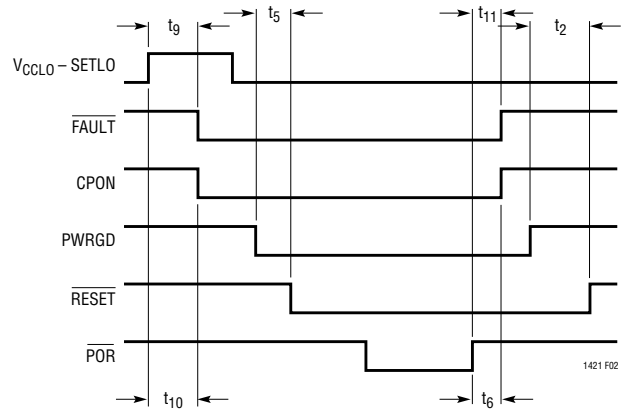 t9
t5
t11
t2
VCCLO – SETLO
FAULT
CPON
PWRGD
RESET
POR
1421 F02
t10
t6